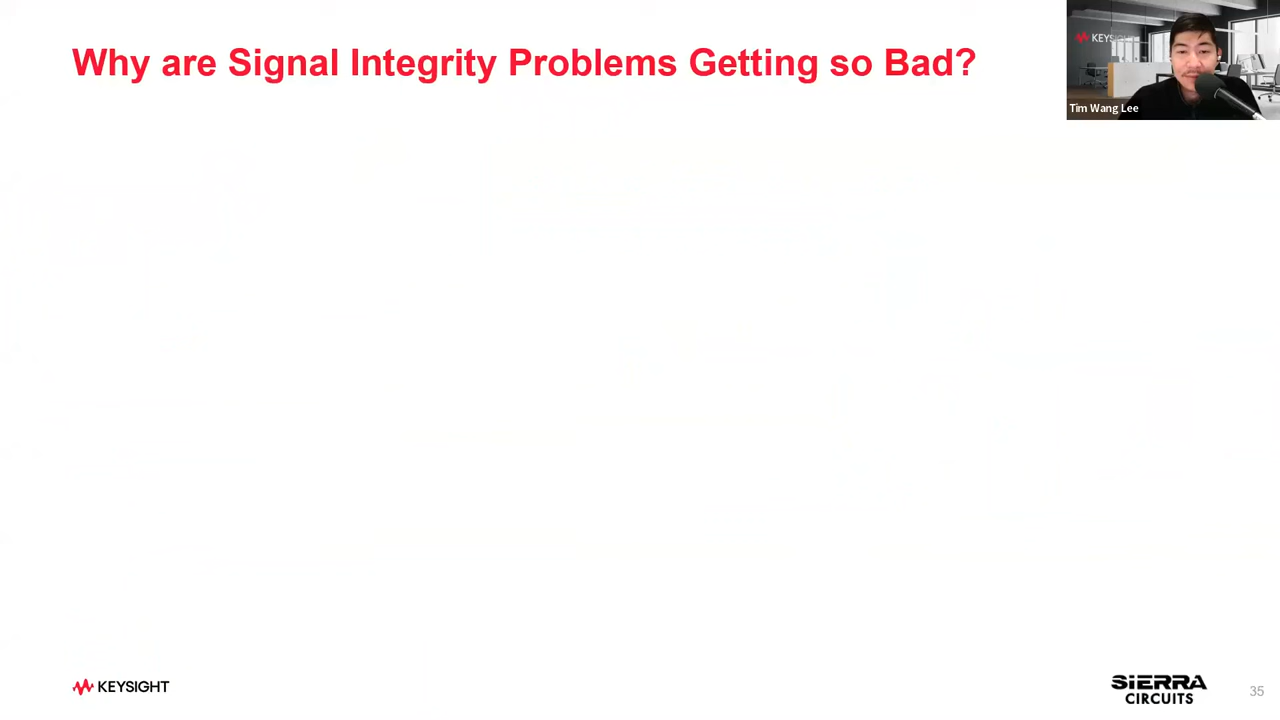 Why are Signal Integrity Problems Getting so Bad?
KEYSIGHT
Tim Wang Lee
KEYSIGHT
SIERRA
CIRCUITS
35